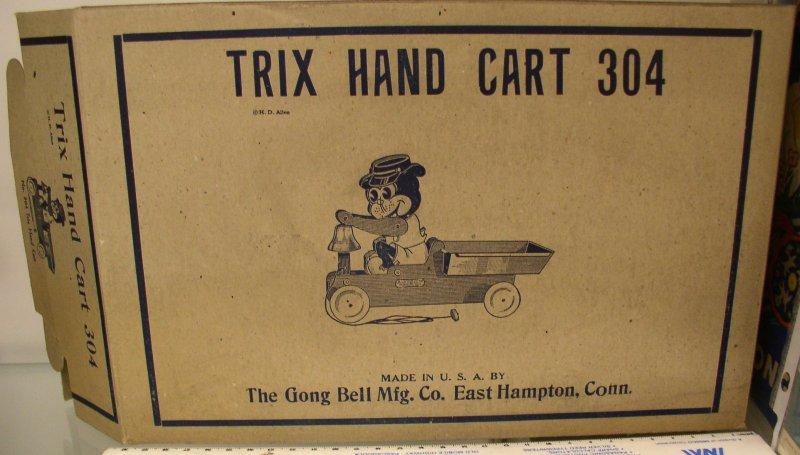 TRIX HAND CART 304
© H. D. Allen
MADE IN U. S. A. BY
The Gong Bell Mfg. Co. East Hampton, Conn.
Trix Hand Cart 304